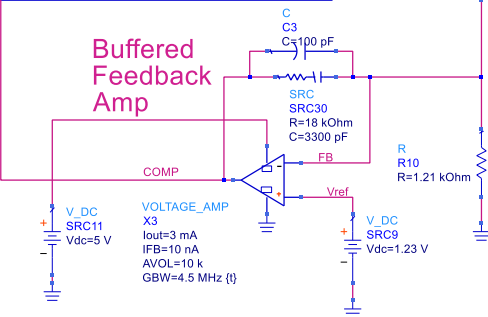 C
C3
C=100 pF
Buffered
Feedback
Amp
SRC
SRC30
R=18 kOhm
C=3300 pF
FB
R
R10
R=1.21 kOhm
COMP
Vref
VOLTAGE_AMP
X3
Iout=3 mA
IFB=10 nA
AVOL=10 k
GBW=4.5 MHz {t}
V_DC
SRC11
Vdc=5 V
V_DC
SRC9
Vdc=1.23 V